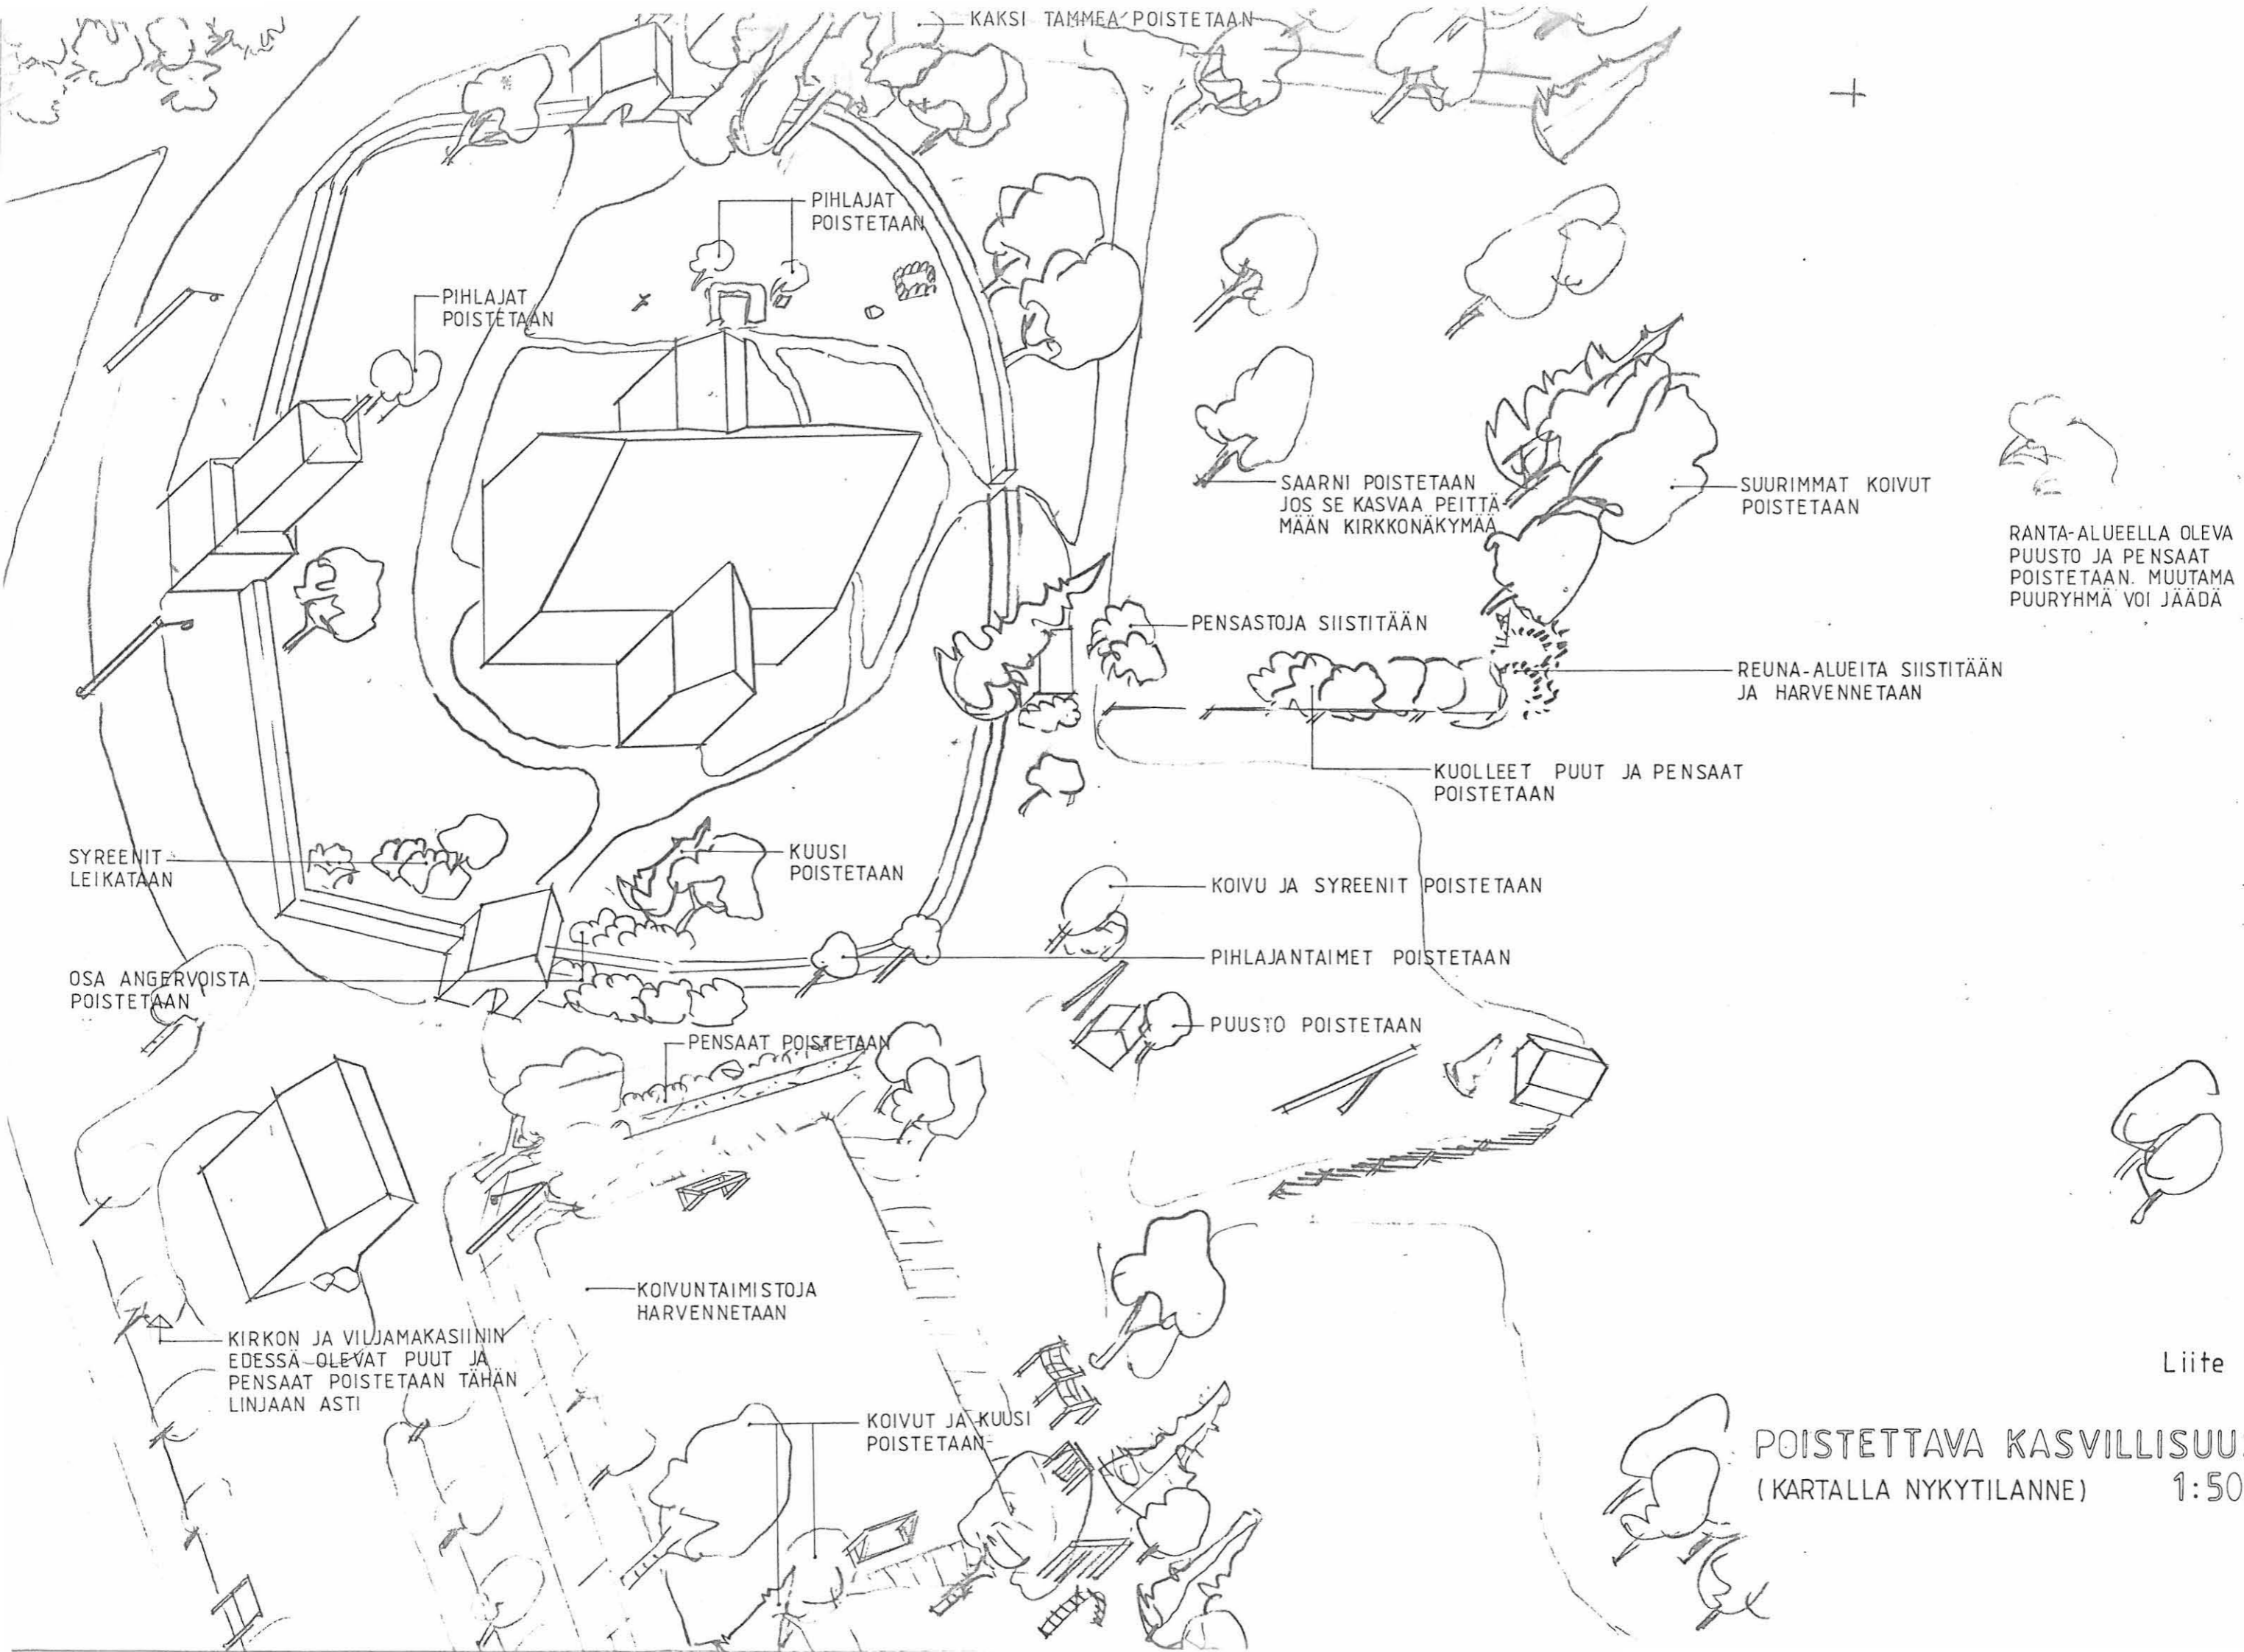 KAKSI TAMMEA POISTETAAN
PIHLAJAT
POISTETAAN
PIHLAJAT
POISTETAAN
SAARNI POISTETAAN
JOS SE KASVAA PEITTÄ-
MÄÄN KIRKKONÄKYMÄÄ
SUURIMMAT KOIVUT
POISTETAAN
RANTA-ALUEELLA OLEVA
PUUSTO JA PENSAAT
POISTETAAN. MUUTAMA
PUURYHMÄ VOI JÄÄDÄ
PENSASTOJA SIISTITÄÄN
REUNA-ALUEITA SIISTITÄÄN
JA HARVENNETAAN
KUOLLEET PUUT JA PENSAAT
POISTETAAN
SYREENIT
LEIKATAAN
KUUSI
POISTETAAN
KOIVU JA SYREENIT POISTETAAN
PIHLAJANTAIMET POISTETAAN
OSA ANGERVOISTA
POISTETAAN
PUUSTO POISTETAAN
PENSAAT POISTETAAN
KOIVUNTAIMISTOJA
HARVENNETAAN
KIRKON JA VILJAMAKASIININ
EDESSÄ OLEVAT PUUT JA
PENSAAT POISTETAAN TÄHÄN
LINJAAN ASTI
KOIVUT JA KUUSI
POISTETAAN
Liite
POISTETTAVA KASVILLISUU
(KARTALLA NYKYTILANNE) 1:50